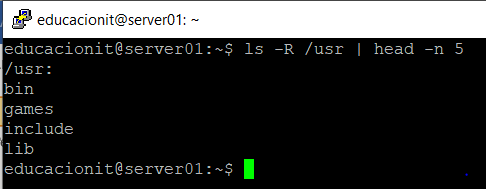 educacionit@server01: ~
educacionit@server01:~$ ls -R /usr | head -n 5
/usr:
bin
games
include
lib
educacionit@server01:~$